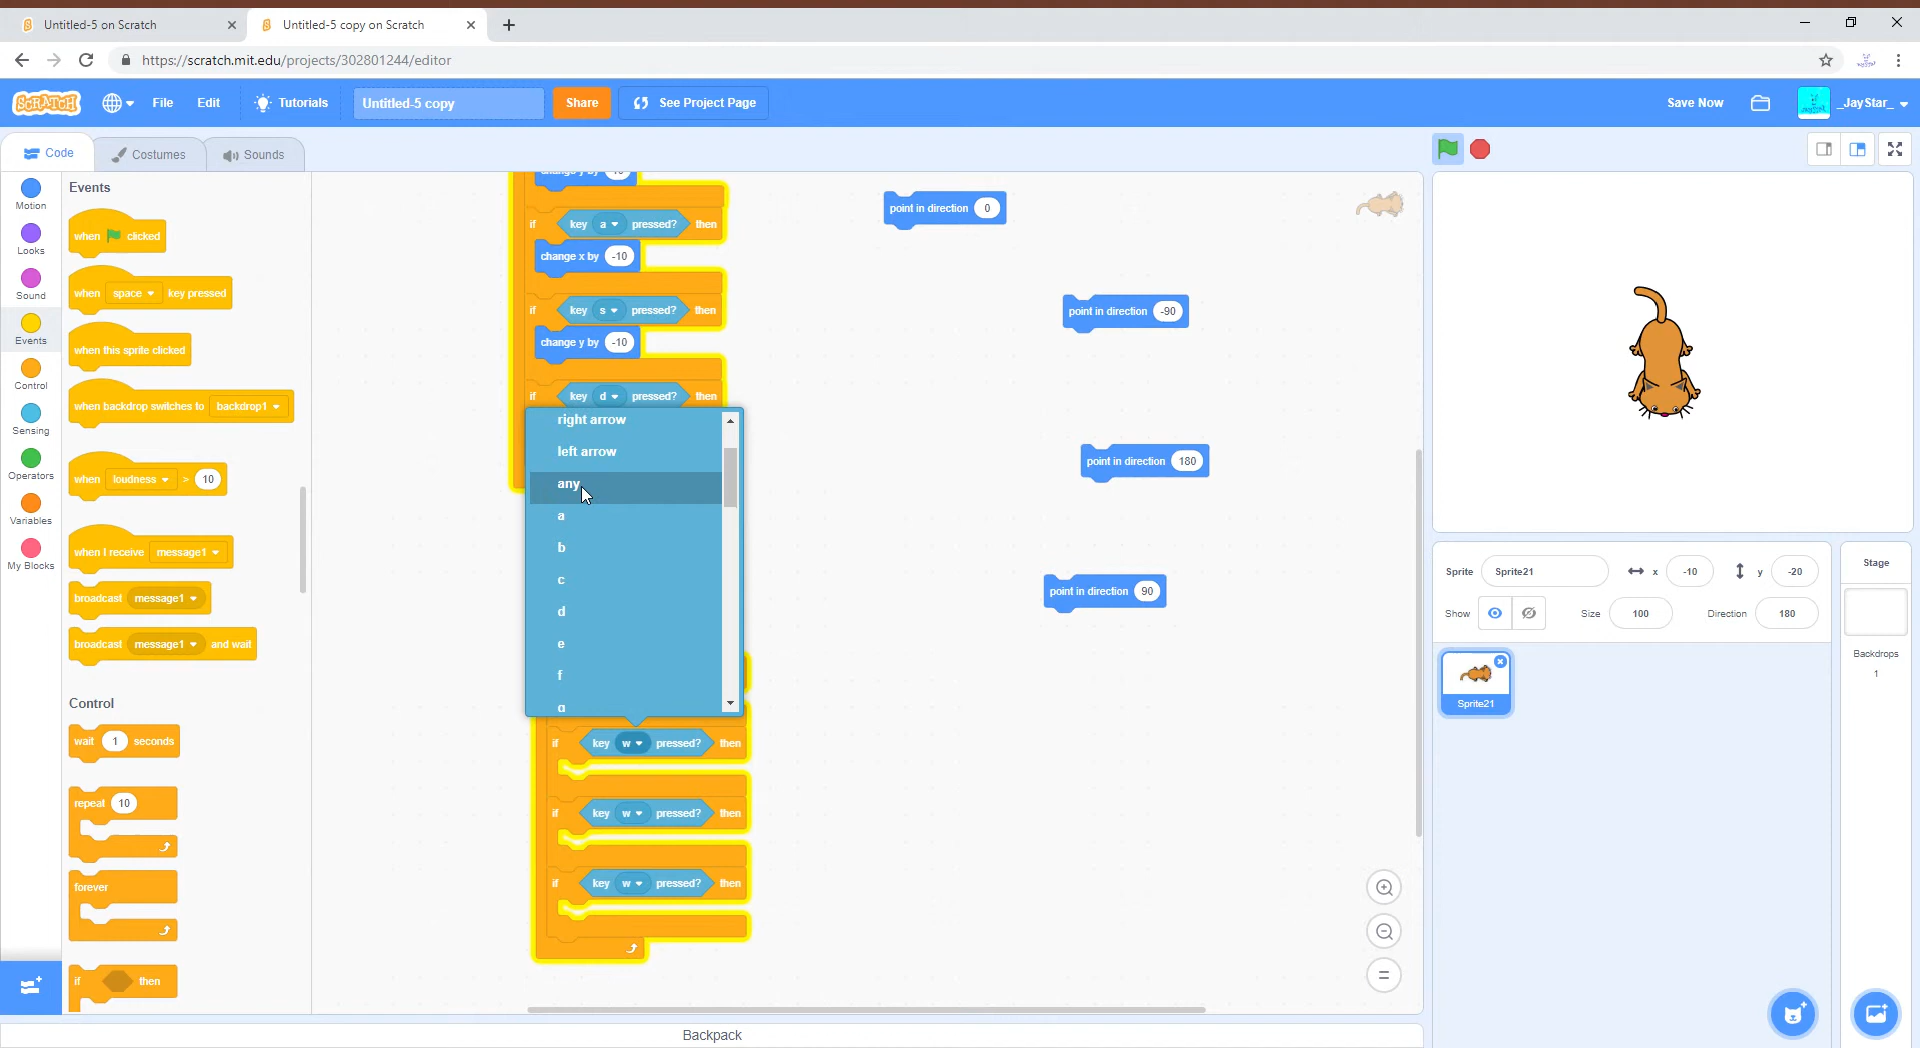 Untitled-5 on Scratch
Untitled-5 copy on Scratch
https://scratch.mit.edu/projects/302801244/editor
SCRATCH
File
Edit
Tutorials
Untitled-5 copy
Share
See Project Page
Save Now
_JayStar_
Code
Costumes
Sounds
Motion
Looks
Sound
Events
Control
Sensing
Operators
Variables
My Blocks
Events
when clicked
when space key pressed
when this sprite clicked
when backdrop switches to backdrop1
when loudness > 10
when I receive message1
broadcast message1
broadcast message1 and wait
Control
wait 1 seconds
repeat 10
forever
if then
if key a pressed? then
change x by -10
if key s pressed? then
change y by -10
if key d pressed? then
right arrow
left arrow
any
a
b
c
d
e
f
g
if key w pressed? then
if key w pressed? then
if key w pressed? then
point in direction 0
point in direction -90
point in direction 180
point in direction 90
Backpack
Sprite Sprite21 x -10 y -20
Show Size 100 Direction 180
Sprite21
Stage
Backdrops
1